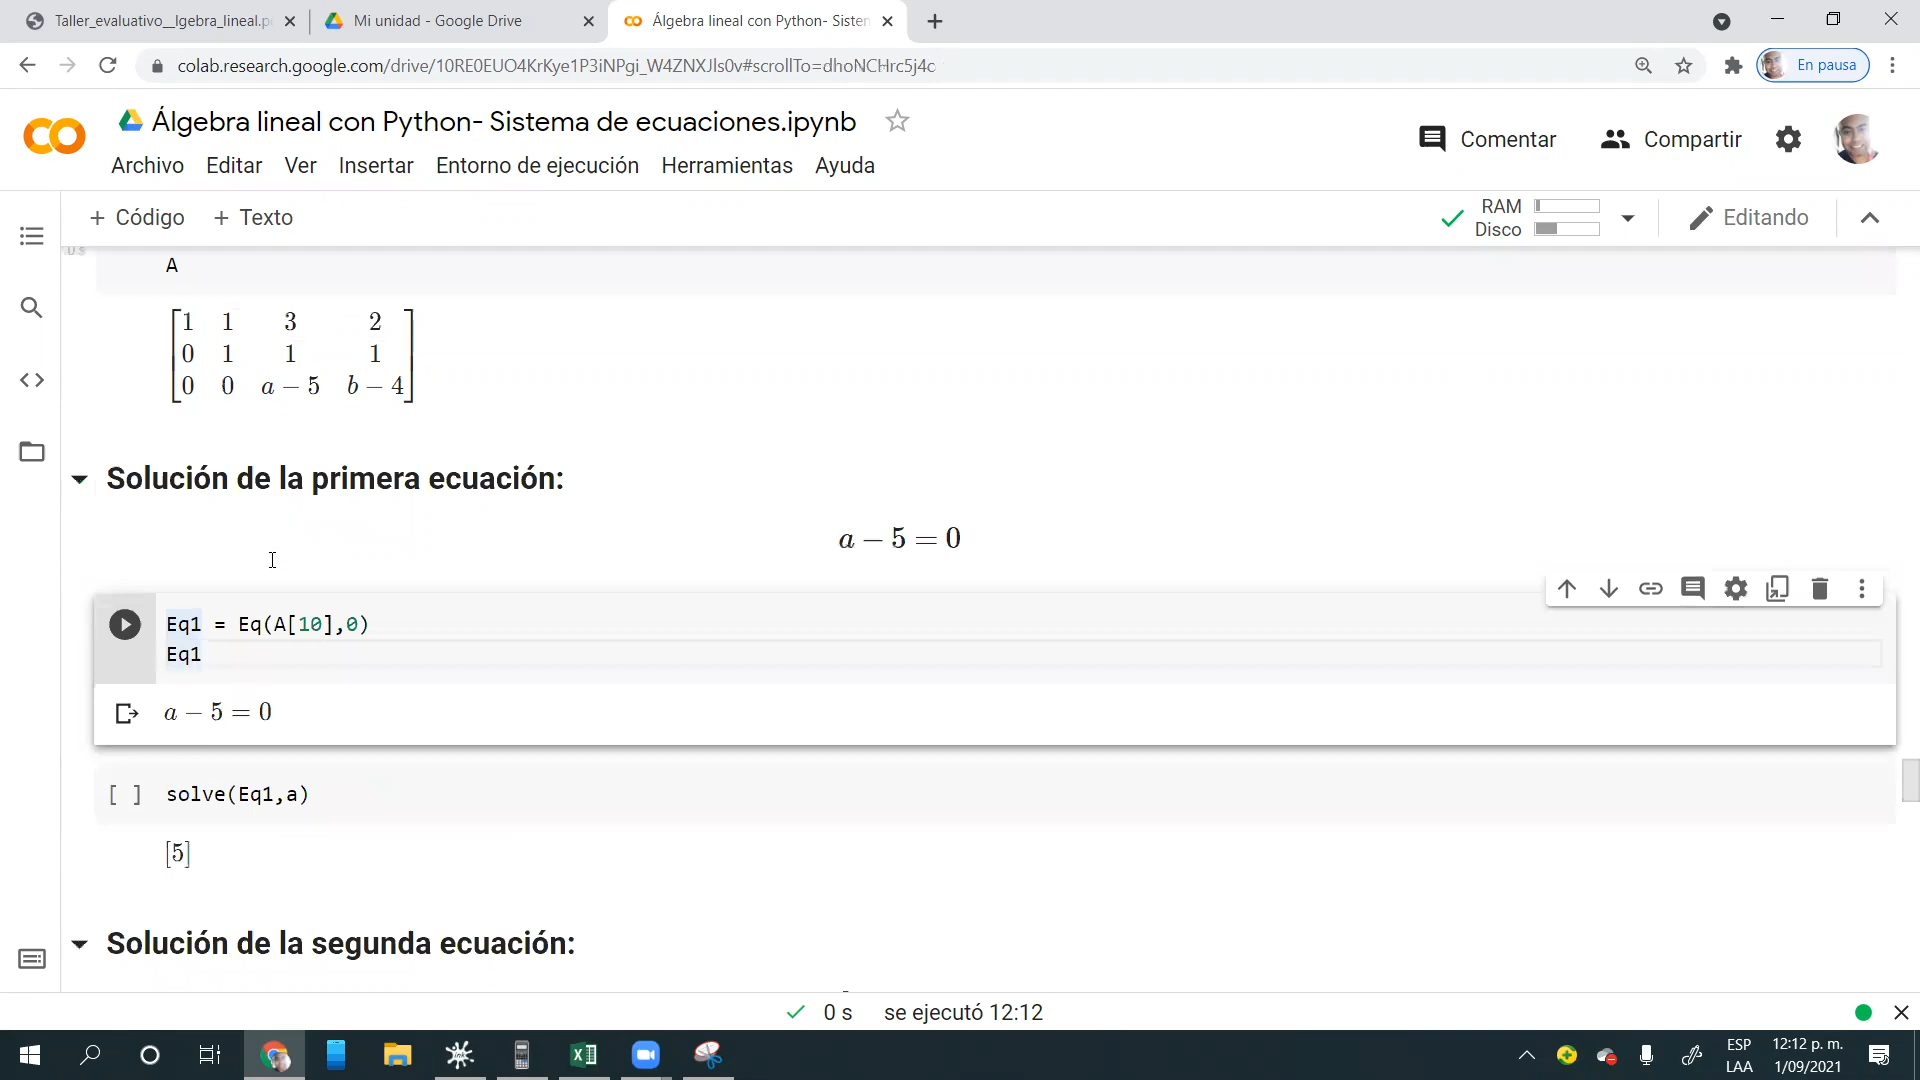 Taller_evaluativo__lgebra_lineal.p
Mi unidad - Google Drive
Álgebra lineal con Python- Sistem
colab.research.google.com/drive/10RE0EUO4KrKye1P3iNPgi_W4ZNXJls0v#scrollTo=dhoNCHrc5j4c
En pausa
Álgebra lineal con Python- Sistema de ecuaciones.ipynb
Comentar
Compartir
Archivo Editar Ver Insertar Entorno de ejecución Herramientas Ayuda
+ Código + Texto
RAM
Disco
Editando
0 s
A
1 1 3 2
0 1 1 1
0 0 a − 5 b − 4
Solución de la primera ecuación:
a − 5 = 0
Eq1 = Eq(A[10],0)
Eq1
a − 5 = 0
[ ] solve(Eq1,a)
[5]
Solución de la segunda ecuación:
0 s se ejecutó 12:12
ESP
LAA
12:12 p. m.
1/09/2021